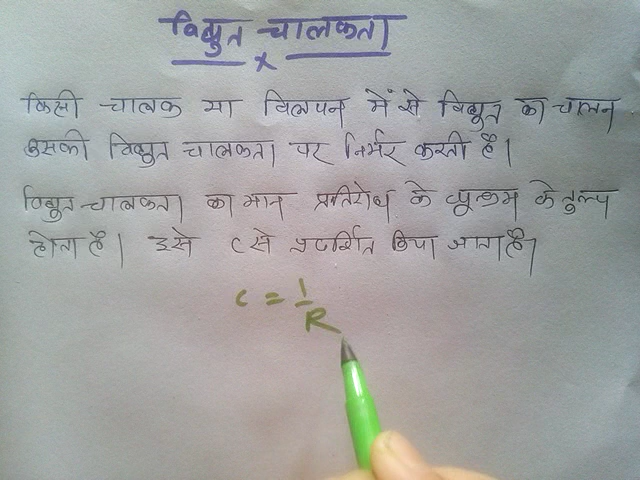 विद्युत चालकता
x
किसी चालक या विलयन में से विद्युत का चालन
उसकी विद्युत चालकता पर निर्भर करती है।
विद्युत-चालकता का मान प्रतिरोध के व्युत्क्रम के तुल्य
होता है। इसे C से प्रदर्शित किया जाता है।
C = 1/R